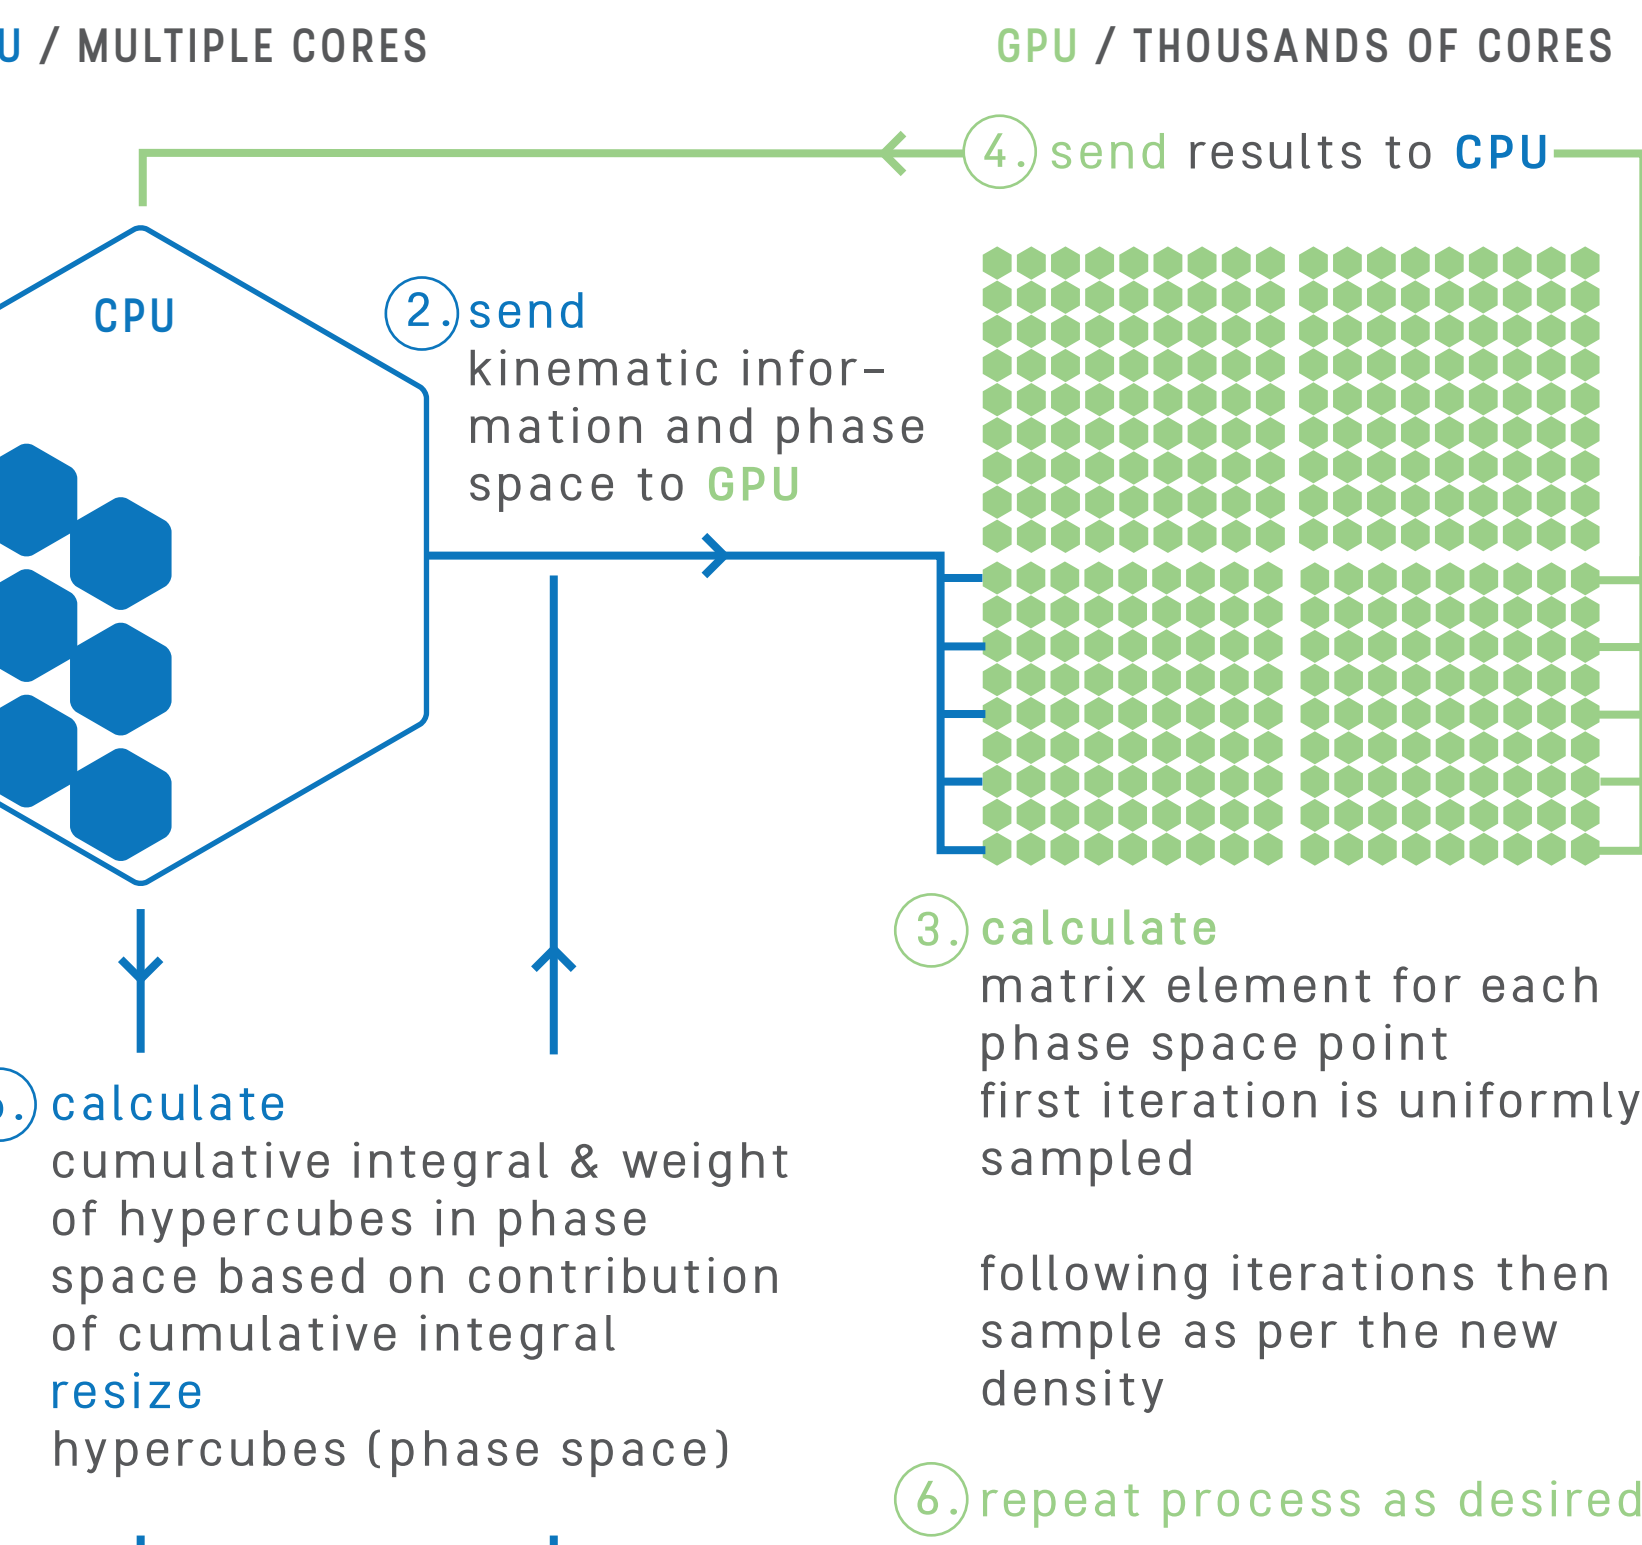 U / MULTIPLE CORES
GPU / THOUSANDS OF CORES
4. send results to CPU
CPU
2. send
kinematic infor-
mation and phase
space to GPU
3. calculate
matrix element for each
phase space point
first iteration is uniformly
sampled
following iterations then
sample as per the new
density
calculate
cumulative integral & weight
of hypercubes in phase
space based on contribution
of cumulative integral
resize
hypercubes (phase space)
6. repeat process as desired